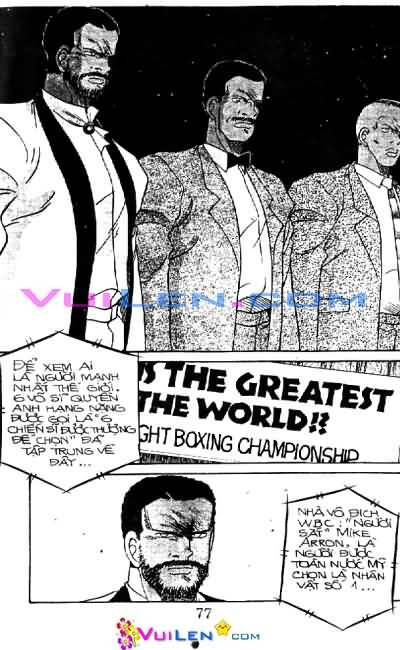 VuiLen.com
ĐỂ XEM AI
LÀ NGƯỜI MẠNH
NHẤT THẾ GIỚI,
6 VÕ SĨ QUYỀN
ANH HẠNG NẶNG
ĐƯỢC GỌI LÀ "6
CHIẾN SĨ ĐƯỢC THƯỢNG
ĐẾ CHỌN" ĐÃ
TẬP TRUNG VỀ
ĐÂY...
IS THE GREATEST
THE WORLD!?
GHT BOXING CHAMPIONSHIP
NHÀ VÔ ĐỊCH
W.B.C: "NGƯỜI
SẮT" MIKE
ARRON, LÀ
NGƯỜI ĐƯỢC
TOÀN NƯỚC MỸ
CHỌN LÀ NHÂN
VẬT SỐ 1...
77
VuiLen.com